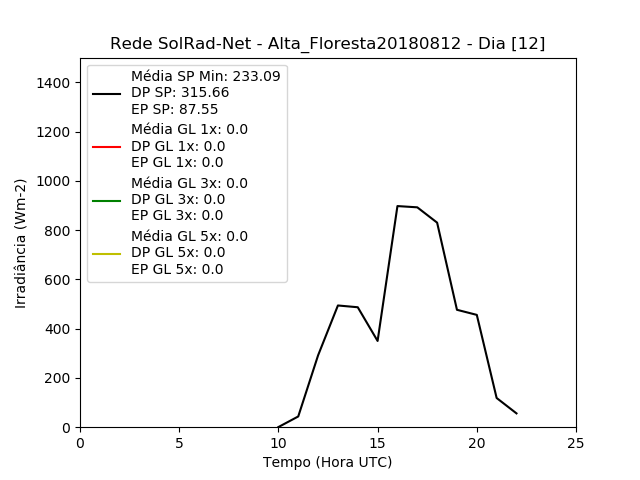 Rede SolRad-Net - Alta_Floresta20180812 - Dia [12]
Média SP Min: 233.09
DP SP: 315.66
EP SP: 87.55
Média GL 1x: 0.0
DP GL 1x: 0.0
EP GL 1x: 0.0
Média GL 3x: 0.0
DP GL 3x: 0.0
EP GL 3x: 0.0
Média GL 5x: 0.0
DP GL 5x: 0.0
EP GL 5x: 0.0
Irradiância (Wm-2)
1400
1200
1000
800
600
400
200
0
0 5 10 15 20 25
Tempo (Hora UTC)